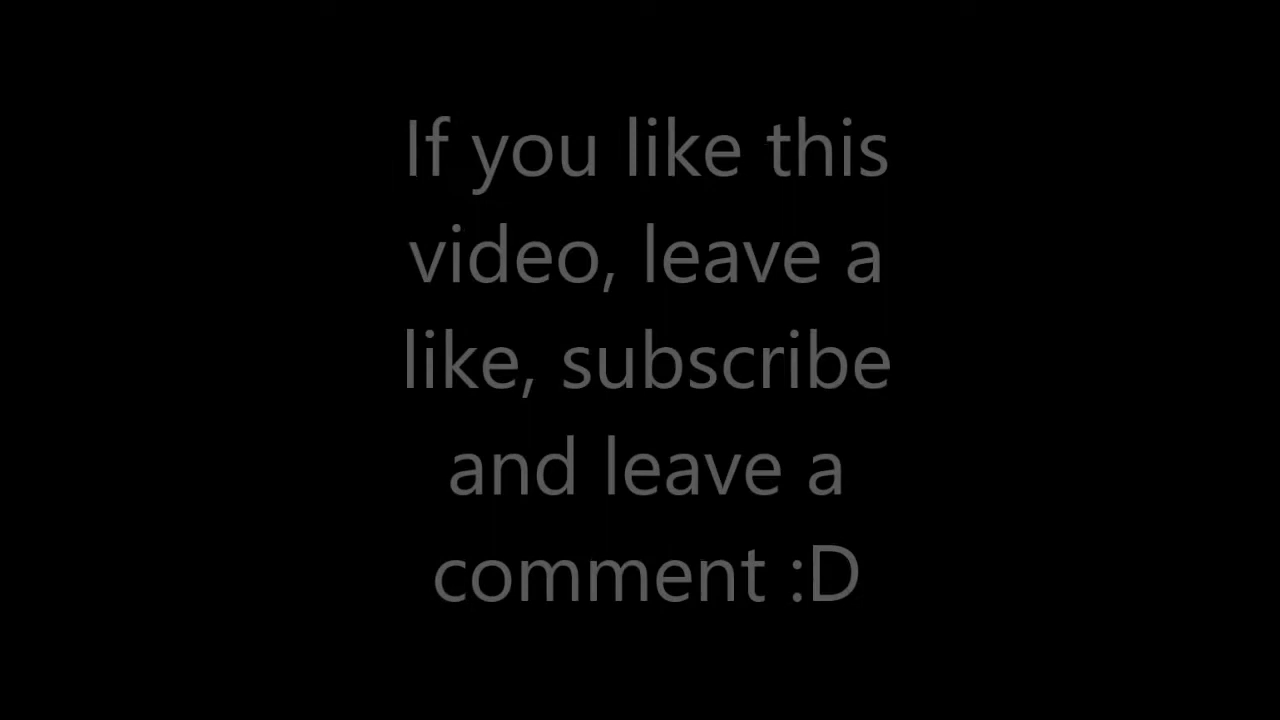 If you like this
video, leave a
like, subscribe
and leave a
comment :D